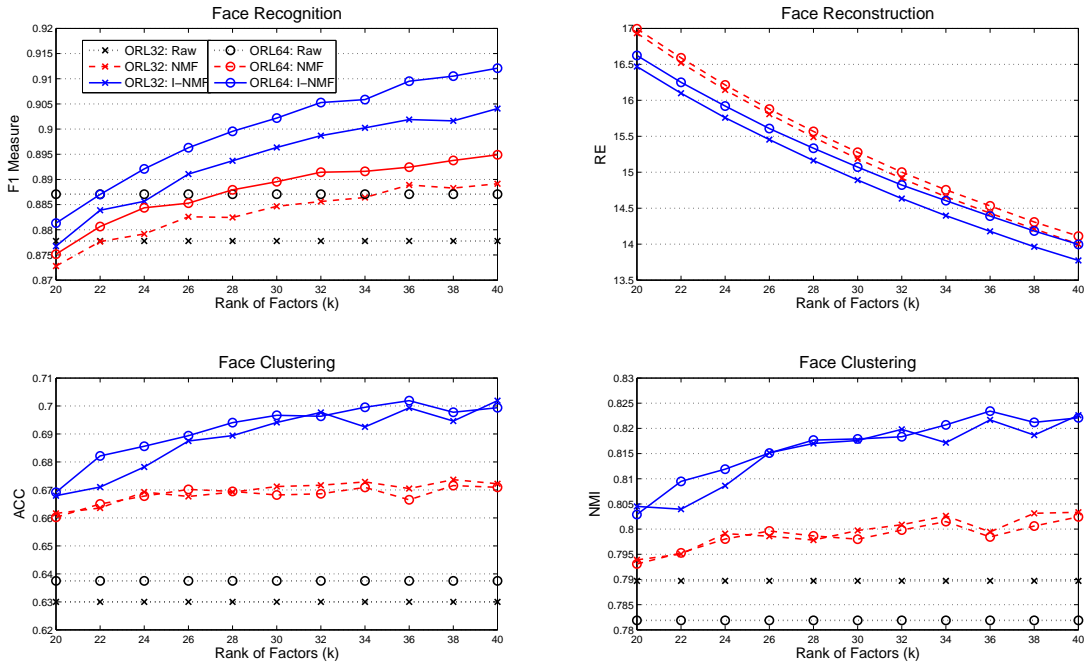 Face Recognition
0.92
0.915
0.91
0.905
0.9
0.895
0.89
0.885
0.88
0.875
0.87
F1 Measure
ORL32: Raw
ORL32: NMF
ORL32: I-NMF
ORL64: Raw
ORL64: NMF
ORL64: I-NMF
20 22 24 26 28 30 32 34 36 38 40
Rank of Factors (k)
Face Reconstruction
17
16.5
16
15.5
15
14.5
14
13.5
RE
20 22 24 26 28 30 32 34 36 38 40
Rank of Factors (k)
Face Clustering
0.71
0.7
0.69
0.68
0.67
0.66
0.65
0.64
0.63
0.62
ACC
20 22 24 26 28 30 32 34 36 38 40
Rank of Factors (k)
Face Clustering
0.83
0.825
0.82
0.815
0.81
0.805
0.8
0.795
0.79
0.785
0.78
NMI
20 22 24 26 28 30 32 34 36 38 40
Rank of Factors (k)